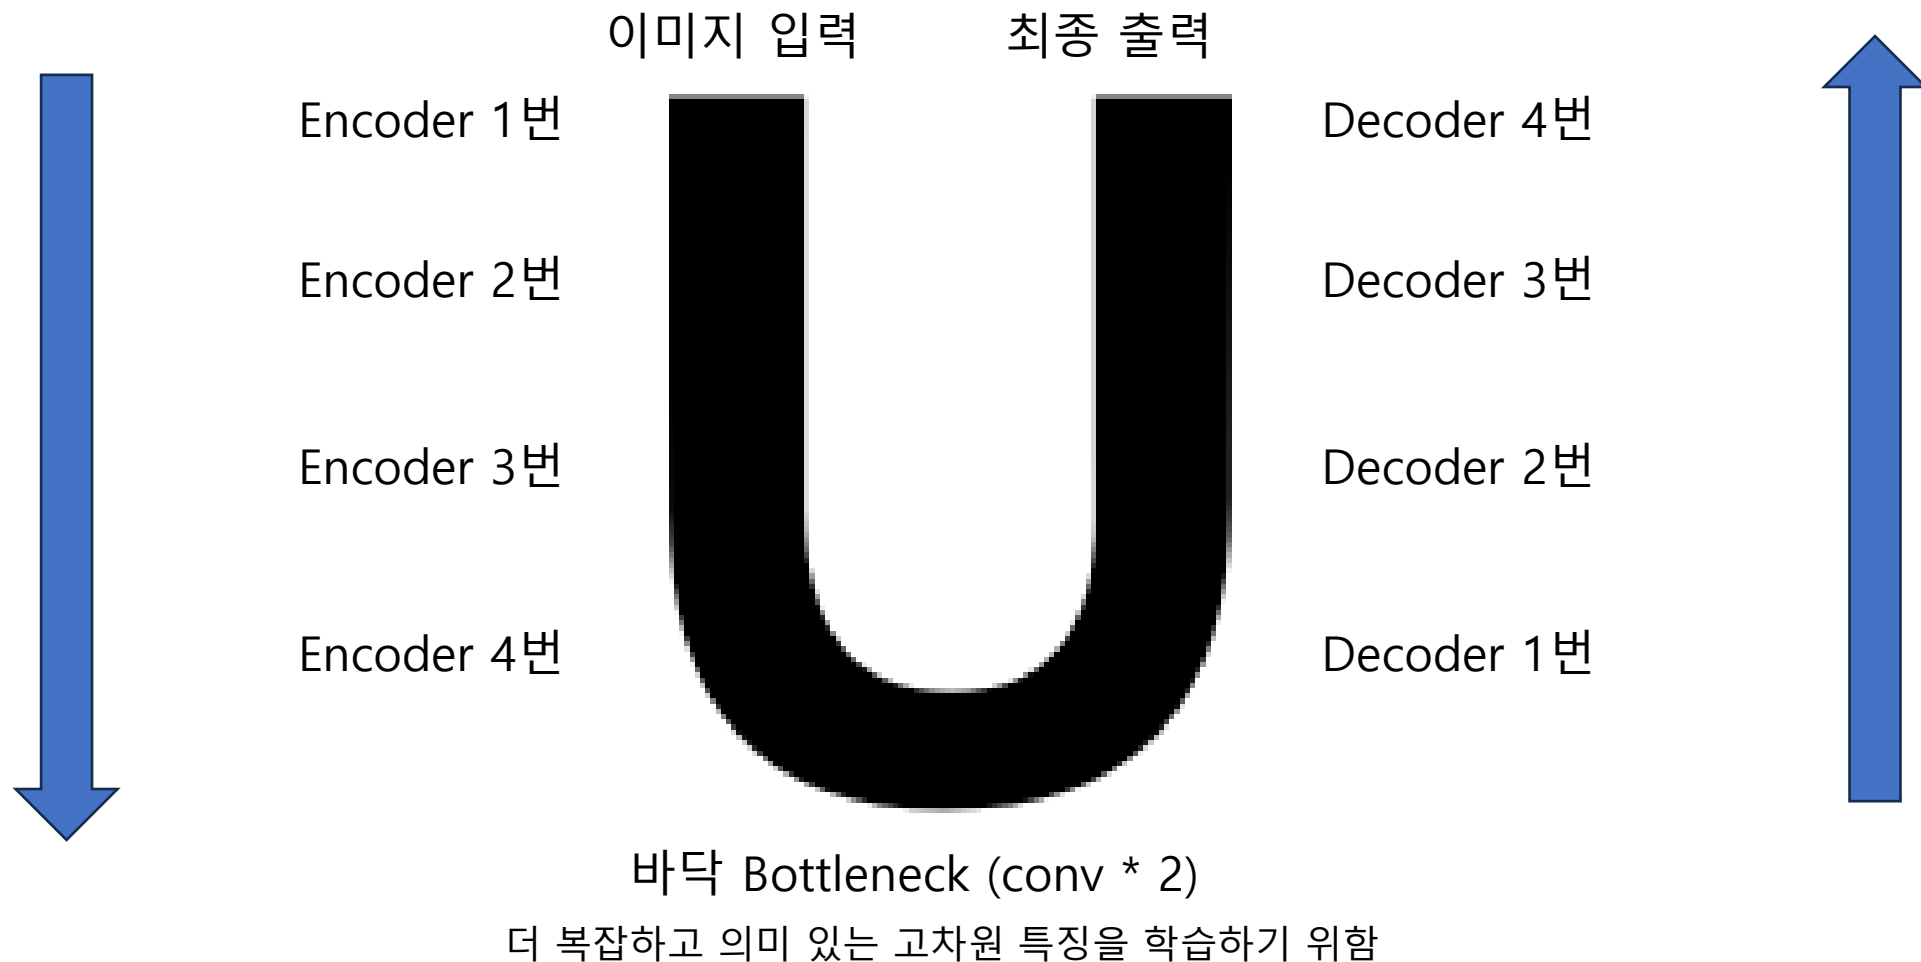 이미지 입력 최종 출력
Encoder 1번 Decoder 4번
Encoder 2번 Decoder 3번
Encoder 3번 Decoder 2번
Encoder 4번 Decoder 1번
바닥 Bottleneck (conv * 2)
더 복잡하고 의미 있는 고차원 특징을 학습하기 위함